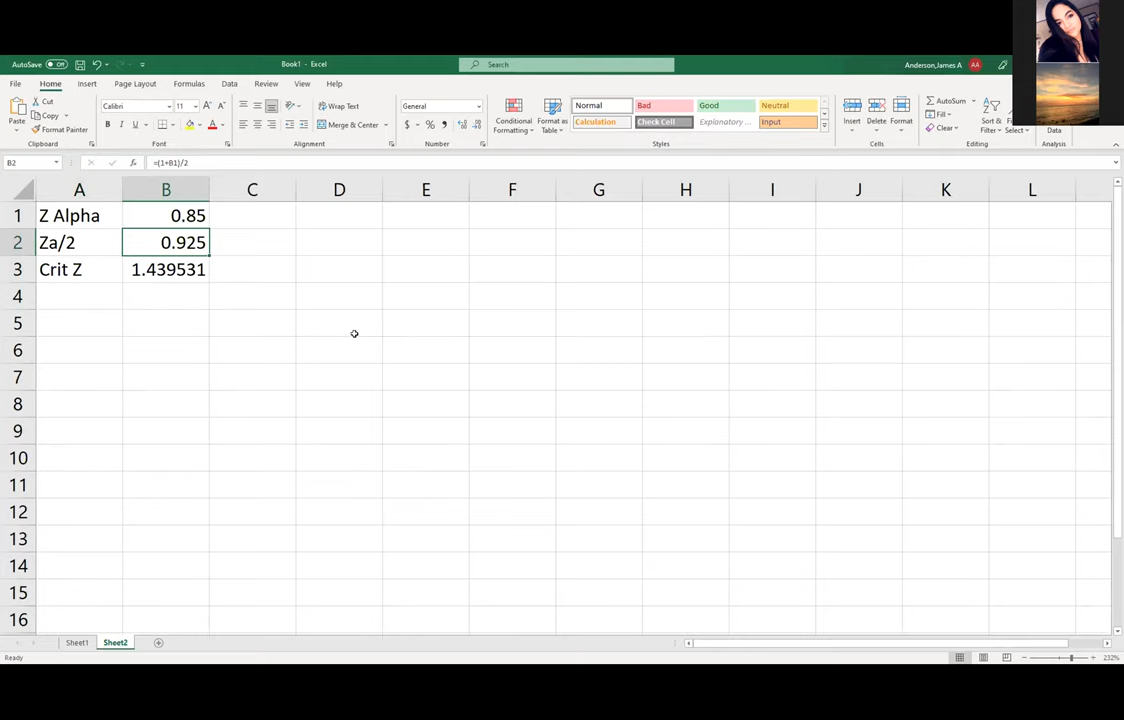 AutoSave Off
Book1 - Excel
Search
Anderson,James A
AA
File Home Insert Page Layout Formulas Data Review View Help
Paste
Cut
Copy
Format Painter
Clipboard
Calibri 11
B I U
Font
Wrap Text
Merge & Center
Alignment
General
$ % ,
Number
Conditional Formatting
Format as Table
Normal Bad Good Neutral
Calculation Check Cell Explanatory ... Input
Styles
Insert Delete Format
Cells
AutoSum
Fill
Clear
Sort & Filter
Select
Editing
Data
Analysis
B2 fx =(1+B1)/2
A B C D E F G H I J K L
1 Z Alpha 0.85
2 Za/2 0.925
3 Crit Z 1.439531
4
5
6
7
8
9
10
11
12
13
14
15
16
Sheet1 Sheet2
Ready
232%